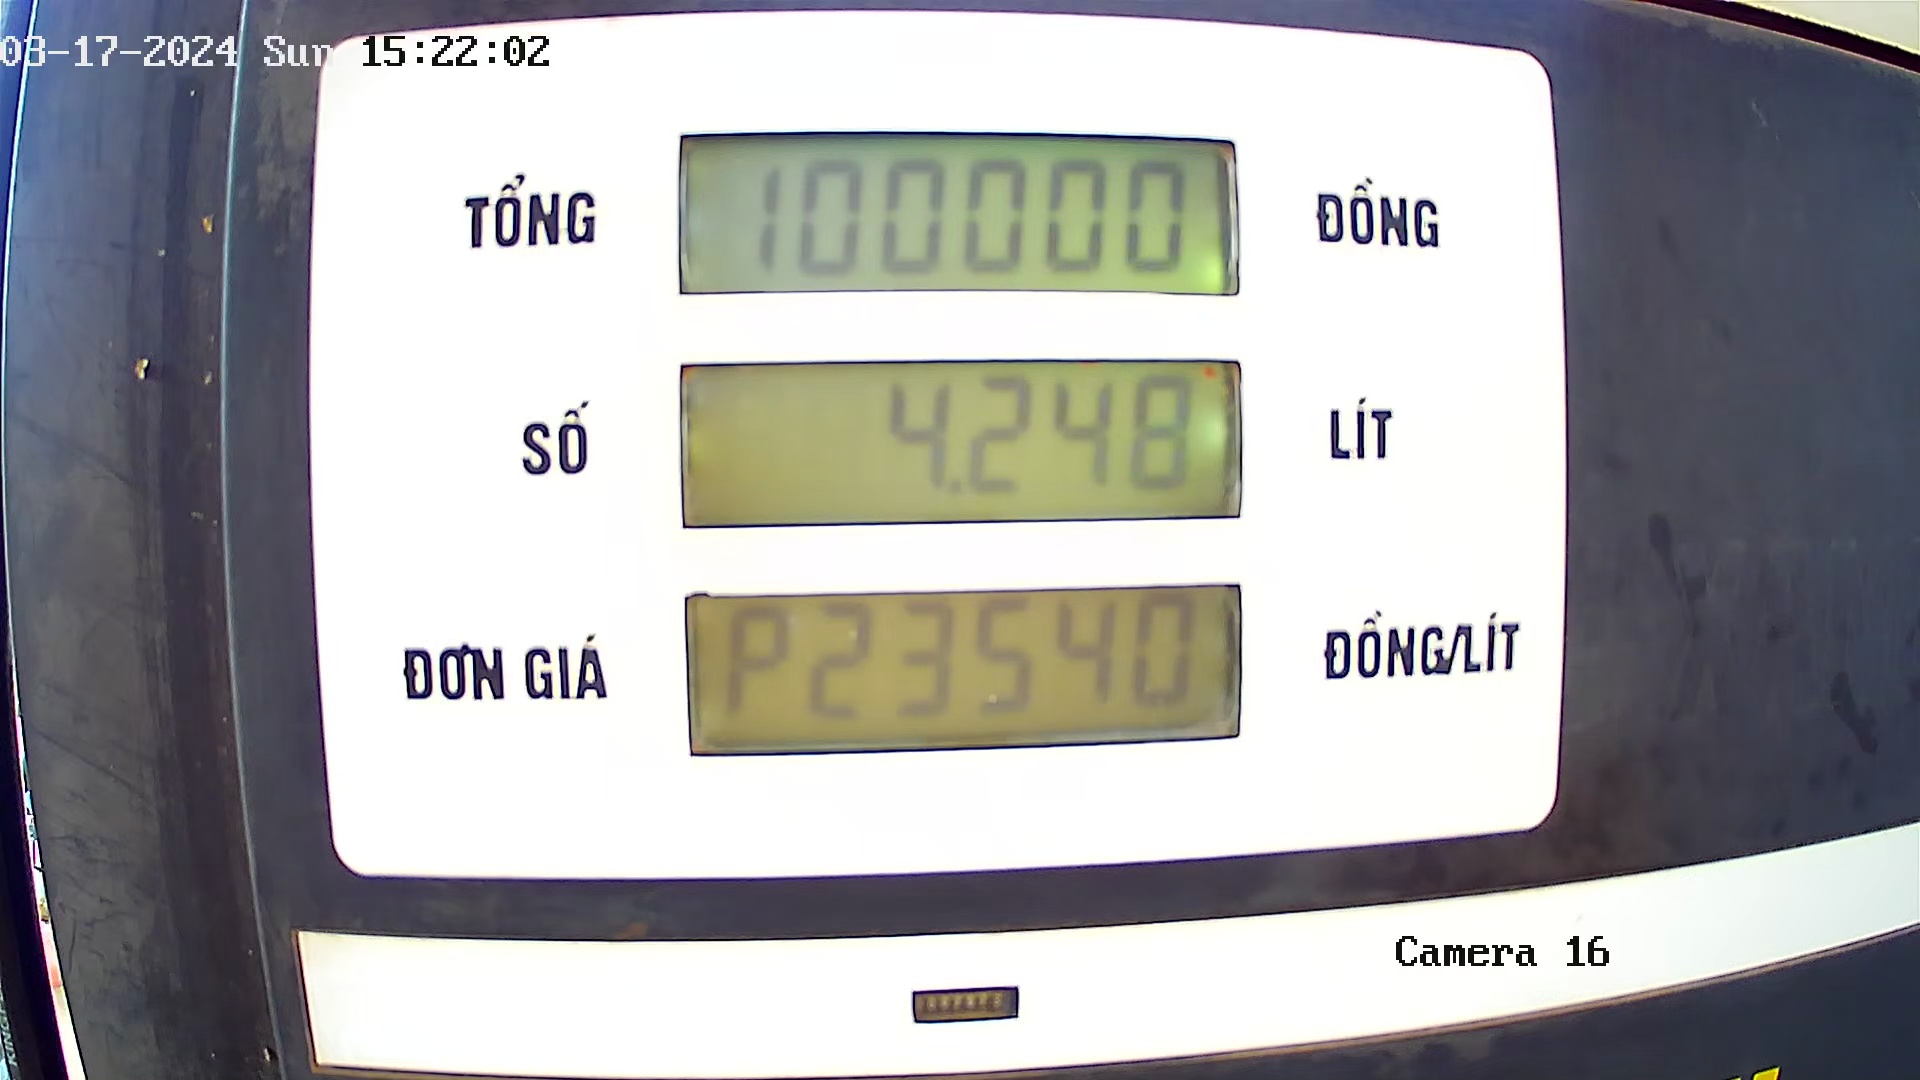 03-17-2024 Sun 15:22:02
TỔNG 100000 ĐỒNG
SỐ 4.248 LÍT
ĐƠN GIÁ P23540 ĐỒNG/LÍT
Camera 16